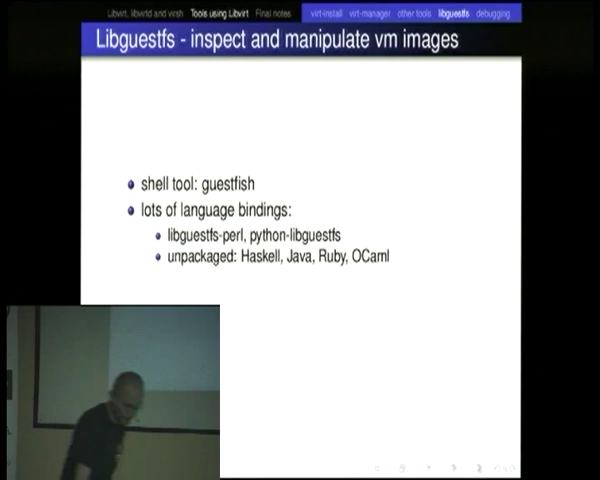 Libvirt, libvirtd and virsh Tools using Libvirt Final notes virt-install virt-manager other tools libguestfs debugging
Libguestfs - inspect and manipulate vm images
shell tool: guestfish
lots of language bindings:
libguestfs-perl, python-libguestfs
unpackaged: Haskell, Java, Ruby, OCaml